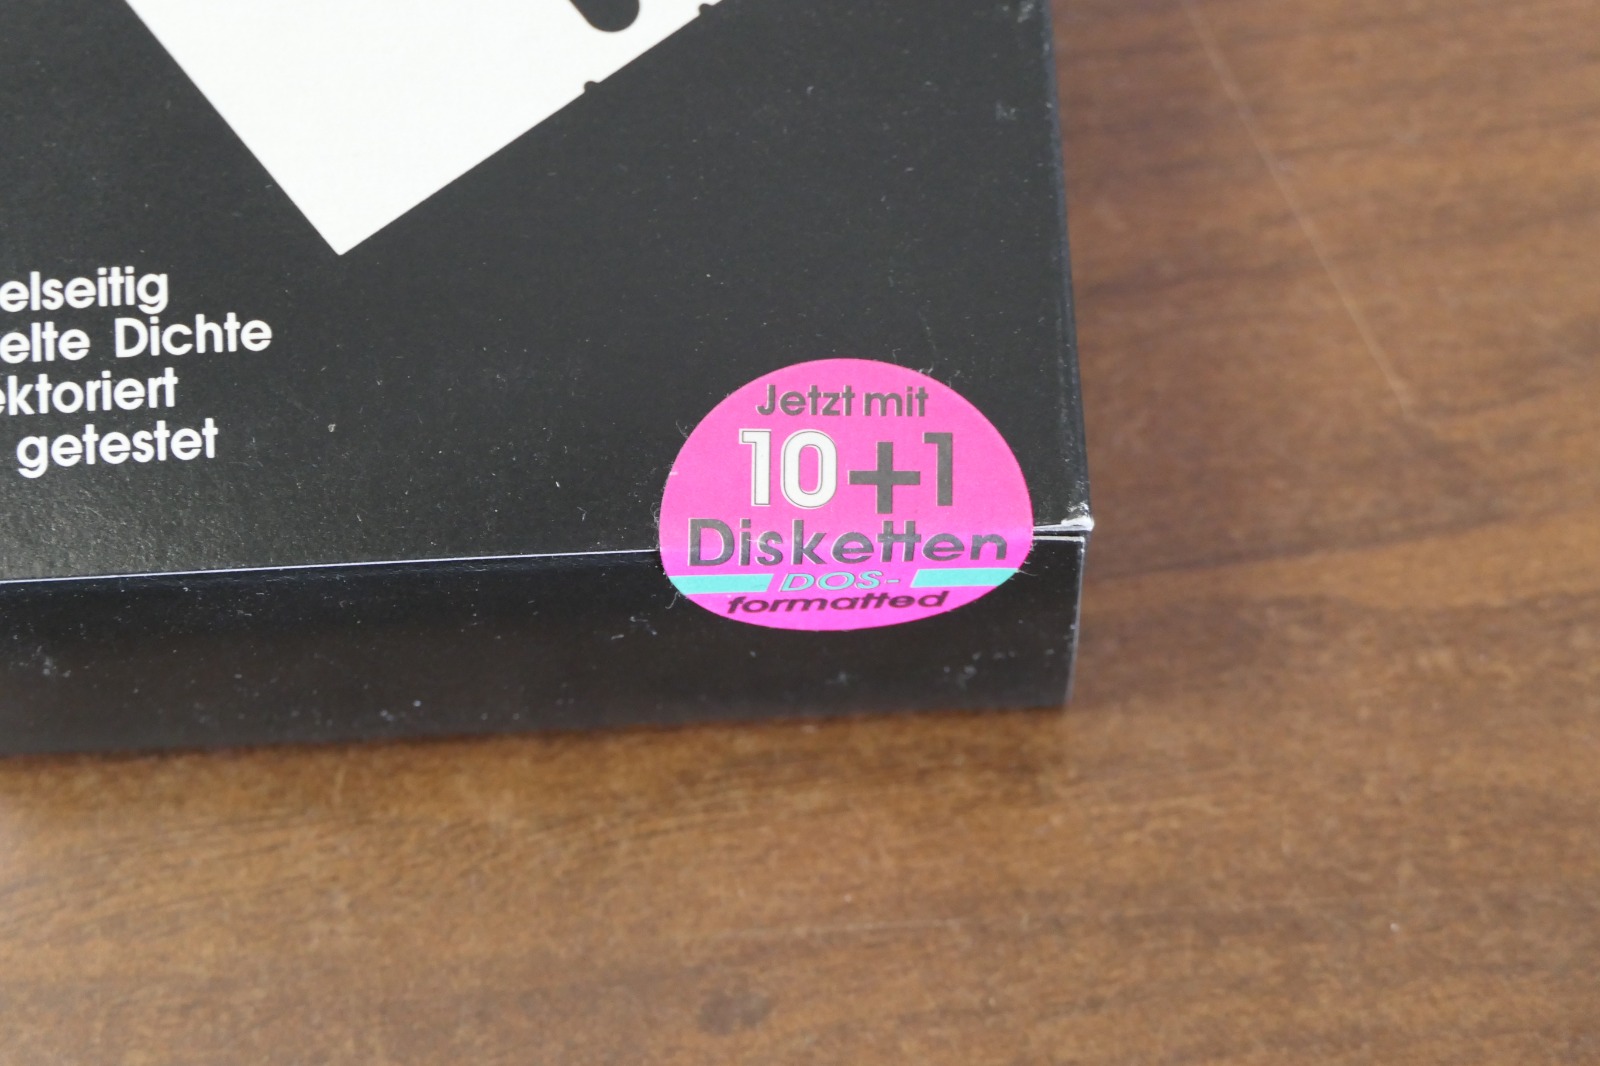 elseitig
elte Dichte
ektoriert
getestet
Jetzt mit
10+1
Disketten
DOS-
formatted